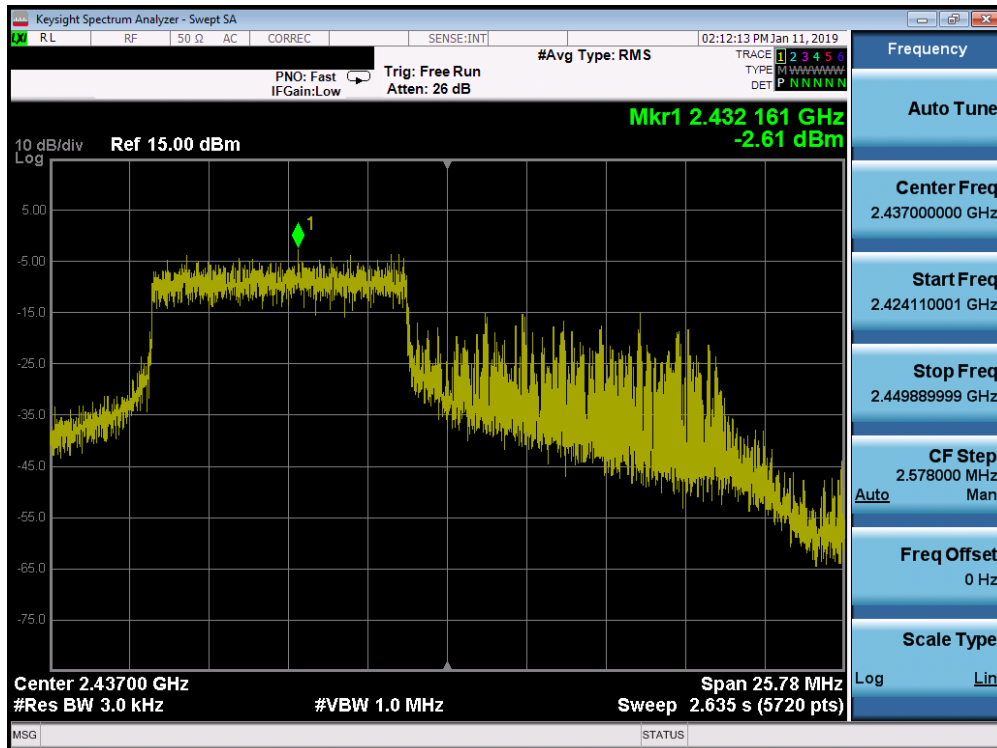 Keysight Spectrum Analyzer - Swept SA
LXI RL RF 50 Ω AC CORREC SENSE:INT 02:12:13 PM Jan 11, 2019
#Avg Type: RMS
TRACE 1 2 3 4 5 6
PNO: Fast Trig: Free Run
TYPE M W W W W W
IFGain:Low Atten: 26 dB
DET P N N N N N
Mkr1 2.432 161 GHz
-2.61 dBm
10 dB/div Ref 15.00 dBm
Log
5.00
1
-5.00
-15.0
-25.0
-35.0
-45.0
-55.0
-65.0
-75.0
Center 2.43700 GHz Span 25.78 MHz
#Res BW 3.0 kHz #VBW 1.0 MHz Sweep 2.635 s (5720 pts)
MSG STATUS
Frequency
Auto Tune
Center Freq
2.437000000 GHz
Start Freq
2.424110001 GHz
Stop Freq
2.449889999 GHz
CF Step
2.578000 MHz
Auto Man
Freq Offset
0 Hz
Scale Type
Log Lin